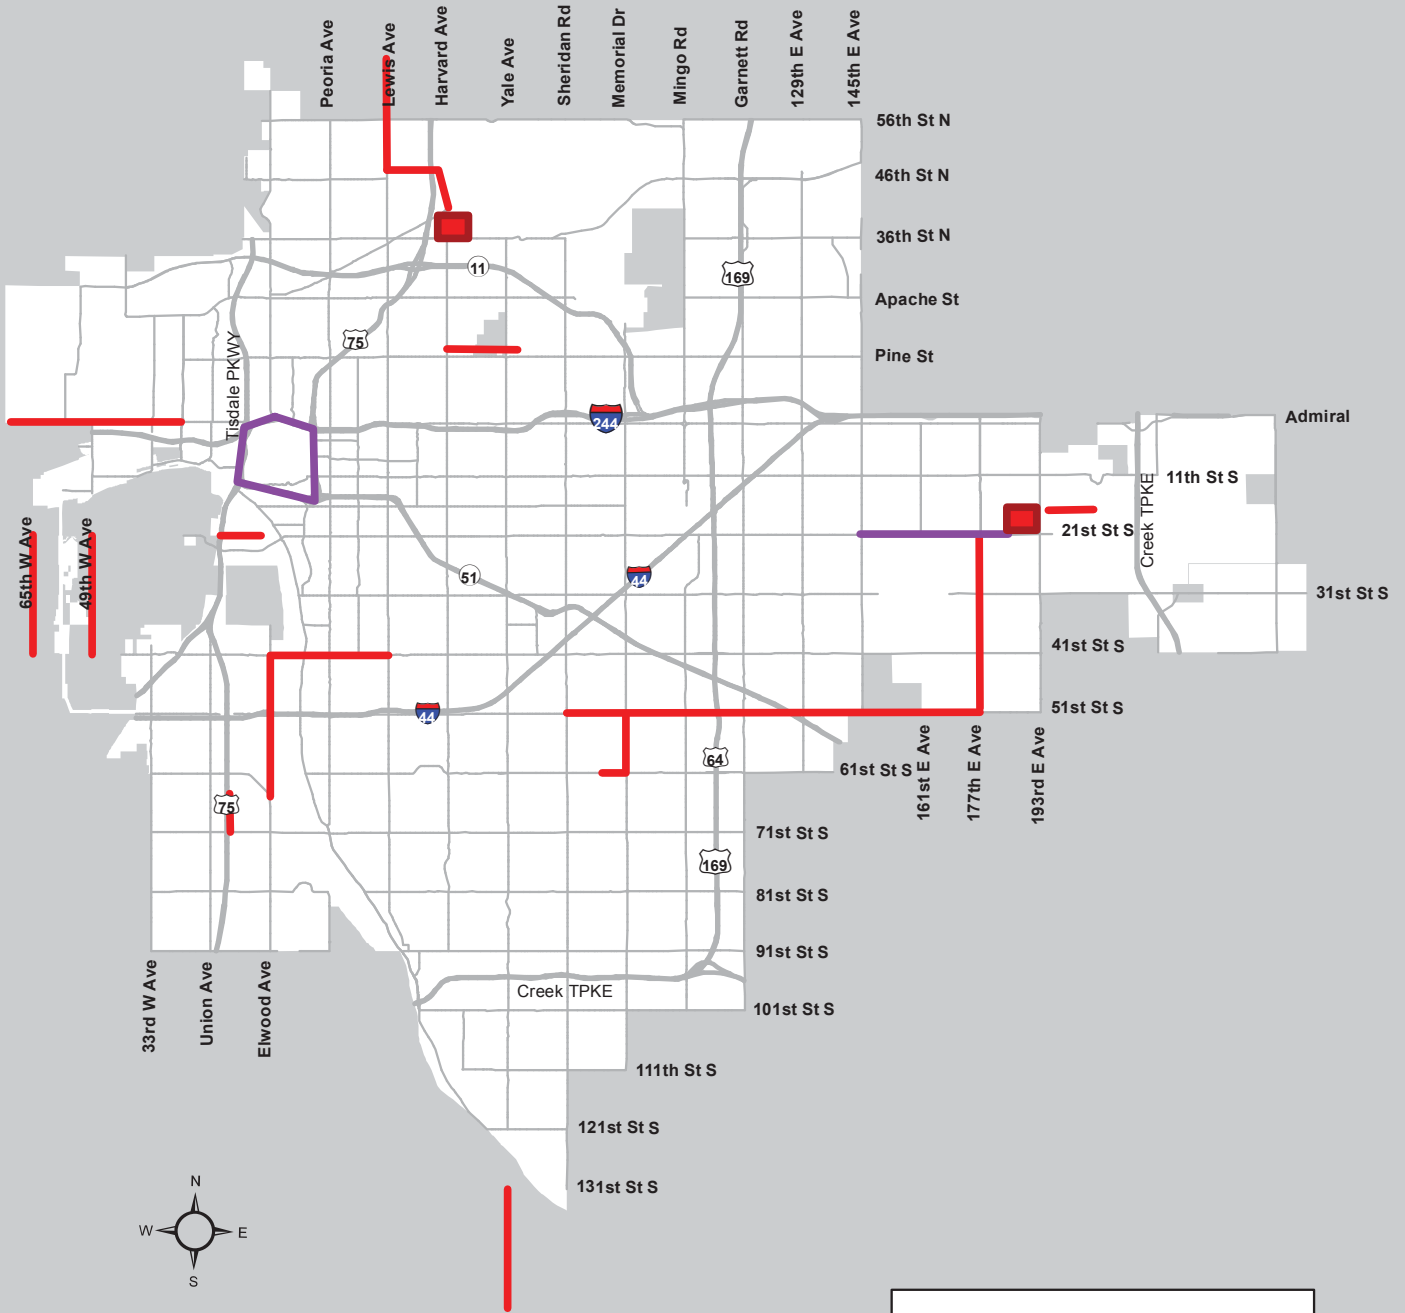 Peoria Ave
Lewis Ave
Harvard Ave
Yale Ave
Sheridan Rd
Memorial Dr
Mingo Rd
Garnett Rd
129th E Ave
145th E Ave
56th St N
46th St N
36th St N
11
169
Apache St
75
Tisdale PKWY
Pine St
244
Admiral
11th St S
Creek TPKE
21st St S
65th W Ave
49th W Ave
51
44
31st St S
41st St S
44
51st St S
64
61st St S
161st E Ave
177th E Ave
193rd E Ave
75
71st St S
169
81st St S
91st St S
33rd W Ave
Union Ave
Elwood Ave
Creek TPKE
101st St S
111th St S
121st St S
131st St S
N
W
E
S